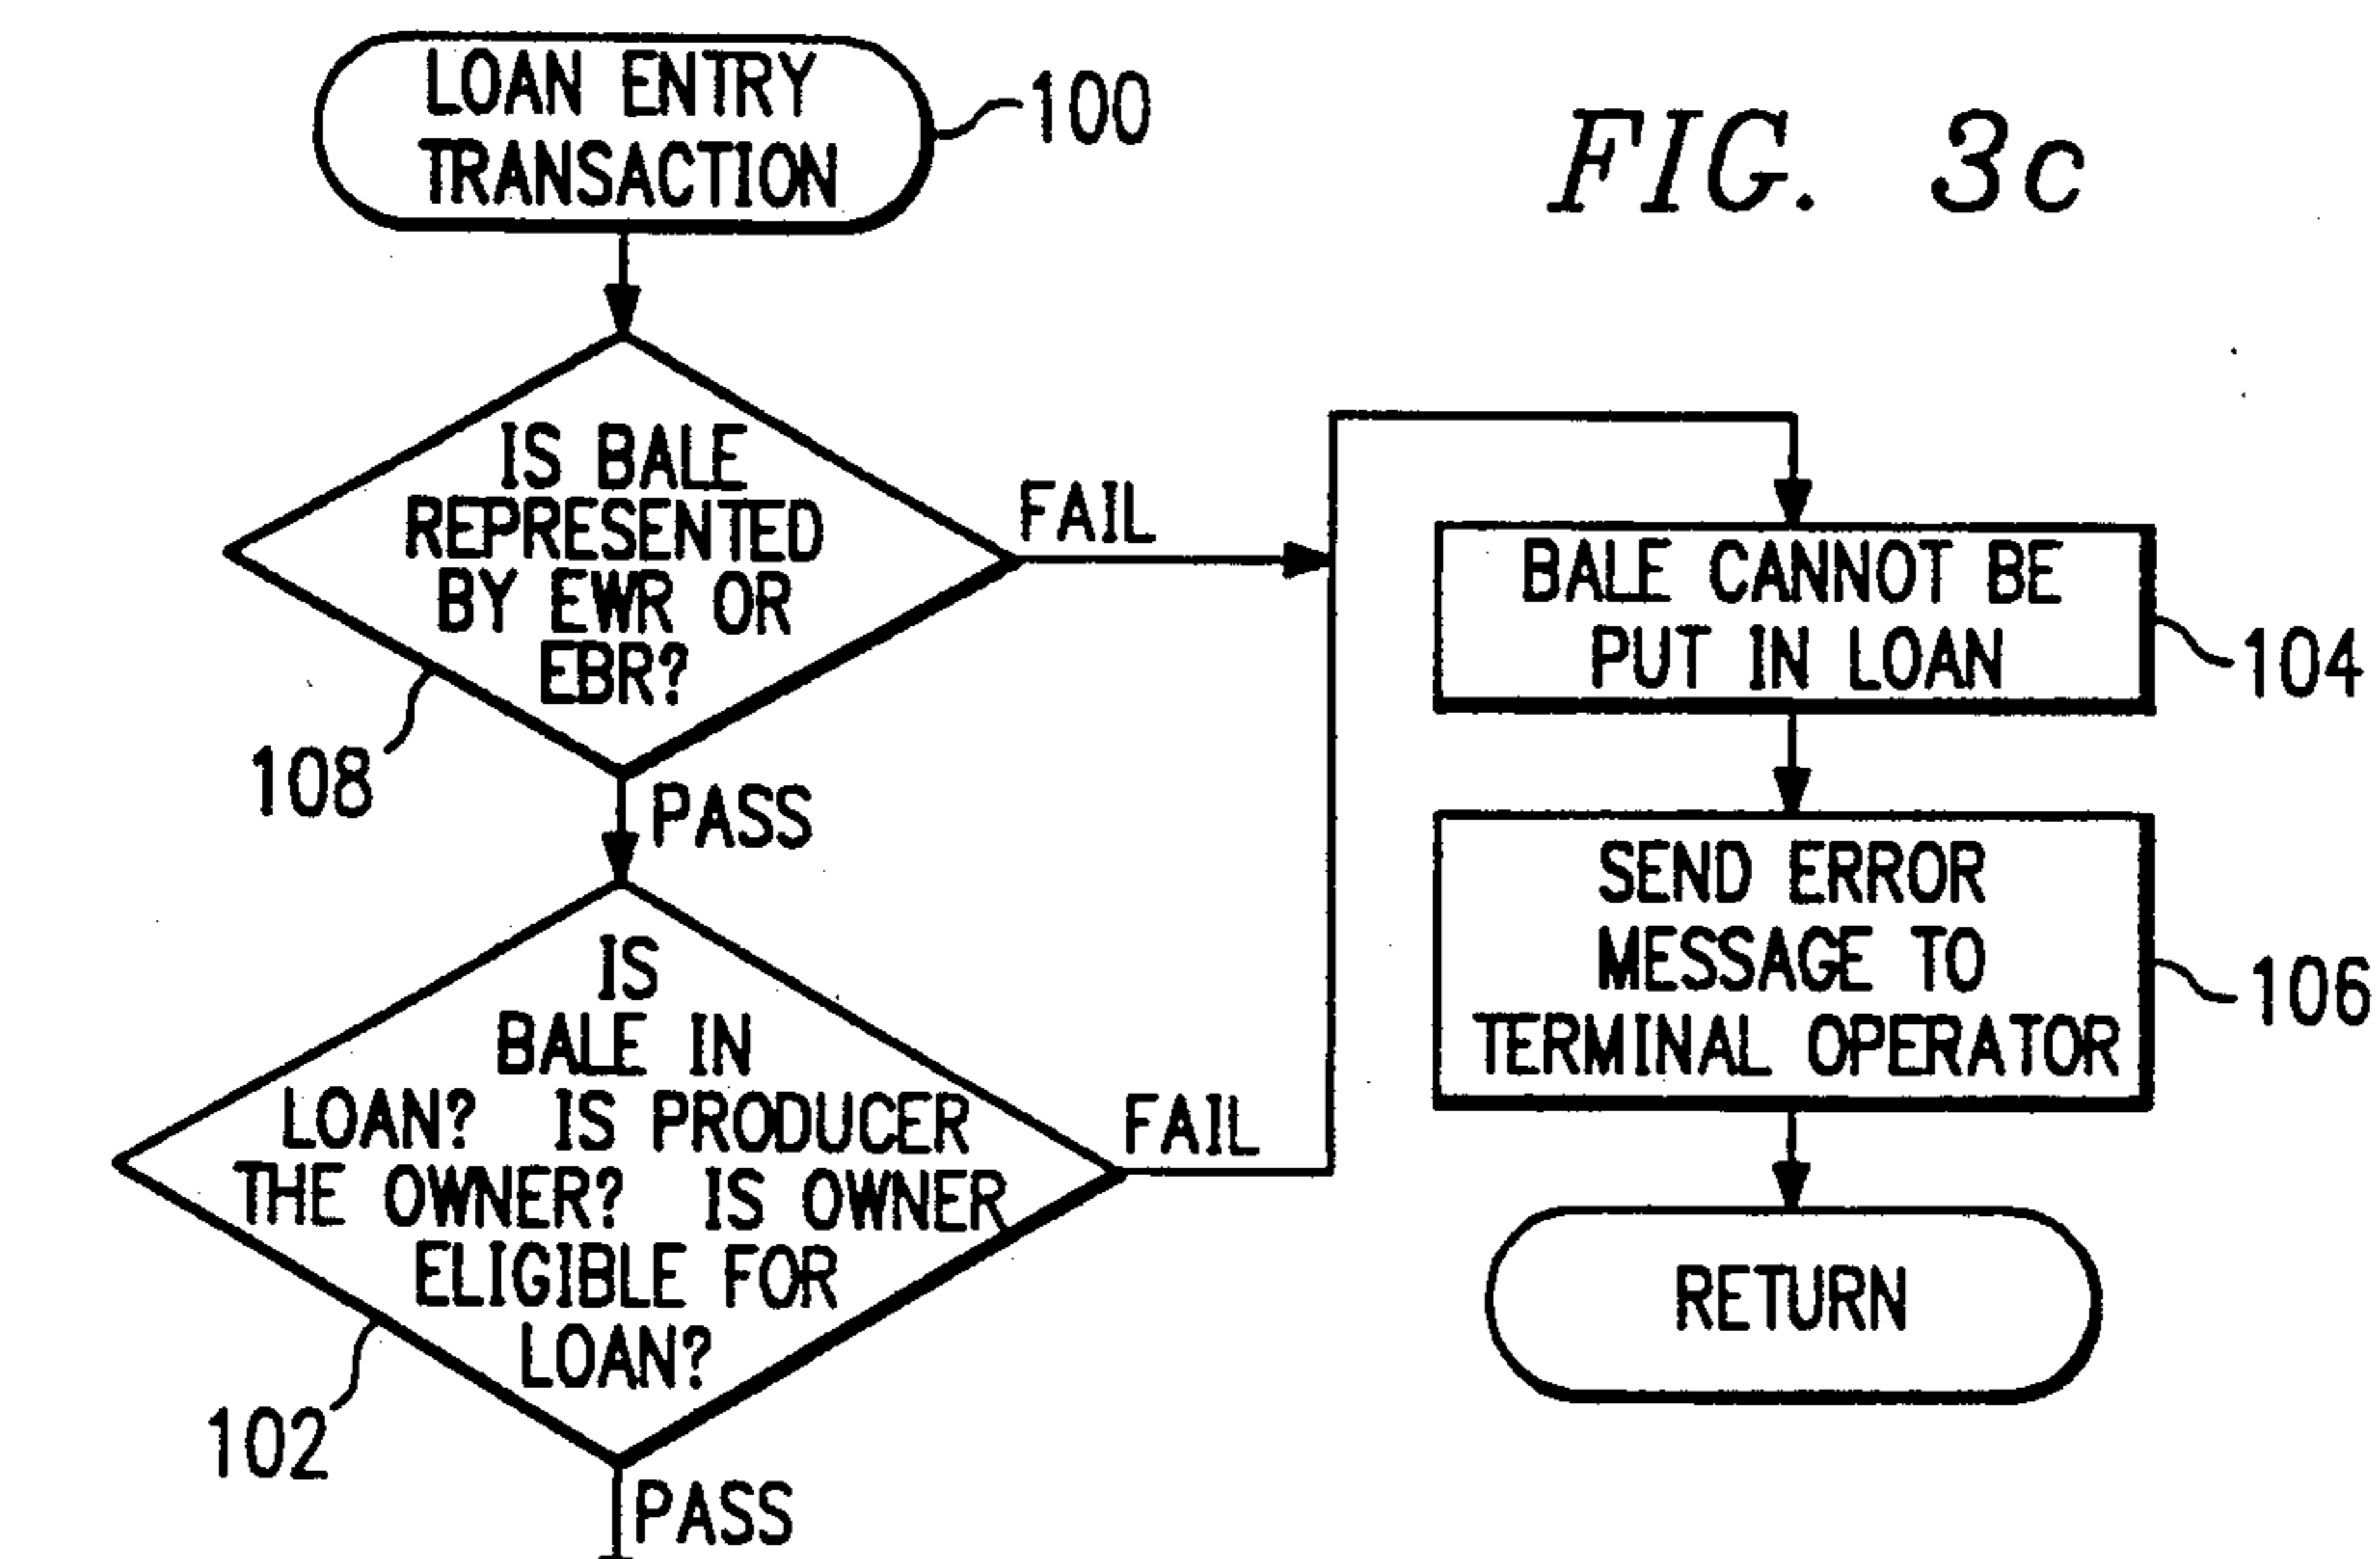 LOAN ENTRY
TRANSACTION
100
FIG. 3c
IS BALE
REPRESENTED
BY EWR OR
EBR?
FAIL
108
PASS
BALE CANNOT BE
PUT IN LOAN
104
SEND ERROR
MESSAGE TO
TERMINAL OPERATOR
106
IS
BALE IN
LOAN? IS PRODUCER
THE OWNER? IS OWNER
ELIGIBLE FOR
LOAN?
FAIL
102
PASS
RETURN